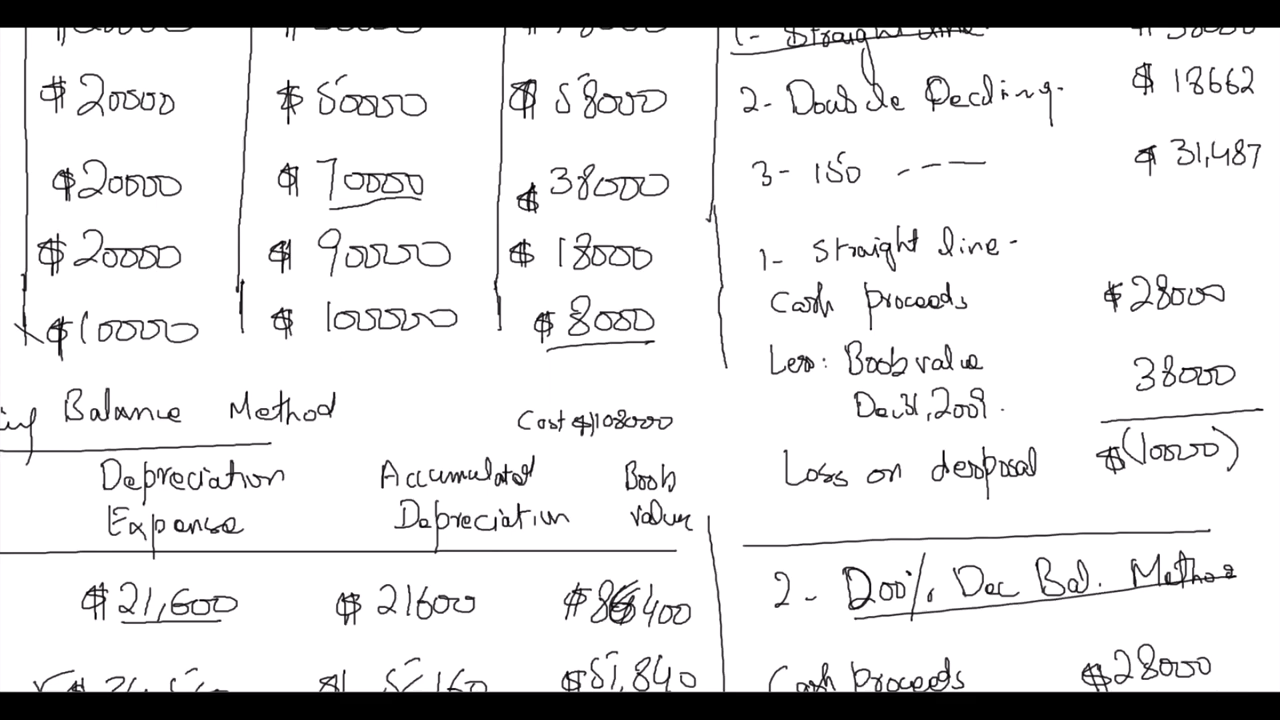 1- Straight line.
$20000 $50000 $58000 2- Double Decling. $18662
$20000 $70000 $38000 3- 150 - - — $31,487
$20000 $90000 $18000 1- Straight line -
$10000 $100000 $8000 Cash proceeds $28000
Less: Book value 38000
Dec 31, 2009.
Balance Method Cost $108000
Loss on desposal $(10000)
Depreciation Accumulated Book
Expense Depreciation value
2- 200% Dec Bal. Method
$21,600 $21600 $86400
$51,840 Cash proceeds $28000